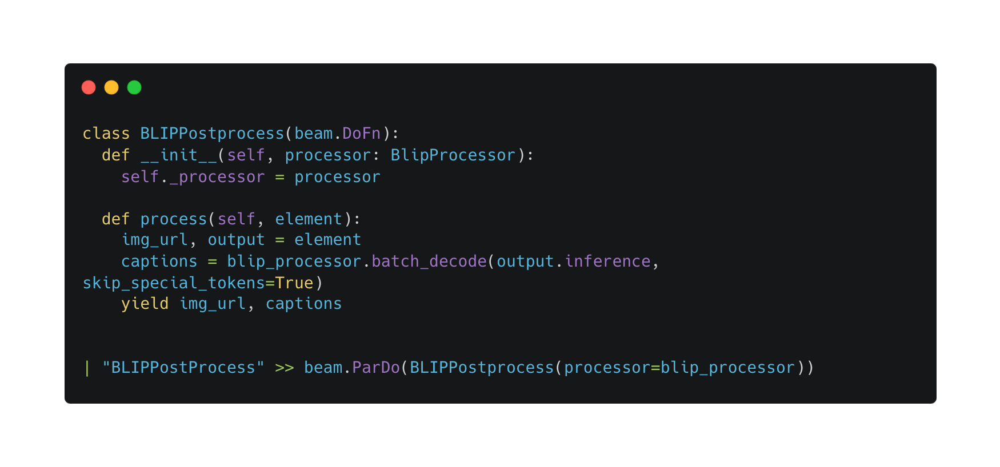 class BLIPPostprocess(beam.DoFn):
  def __init__(self, processor: BlipProcessor):
    self._processor = processor

  def process(self, element):
    img_url, output = element
    captions = blip_processor.batch_decode(output.inference,
skip_special_tokens=True)
    yield img_url, captions


| "BLIPPostProcess" >> beam.ParDo(BLIPPostprocess(processor=blip_processor))